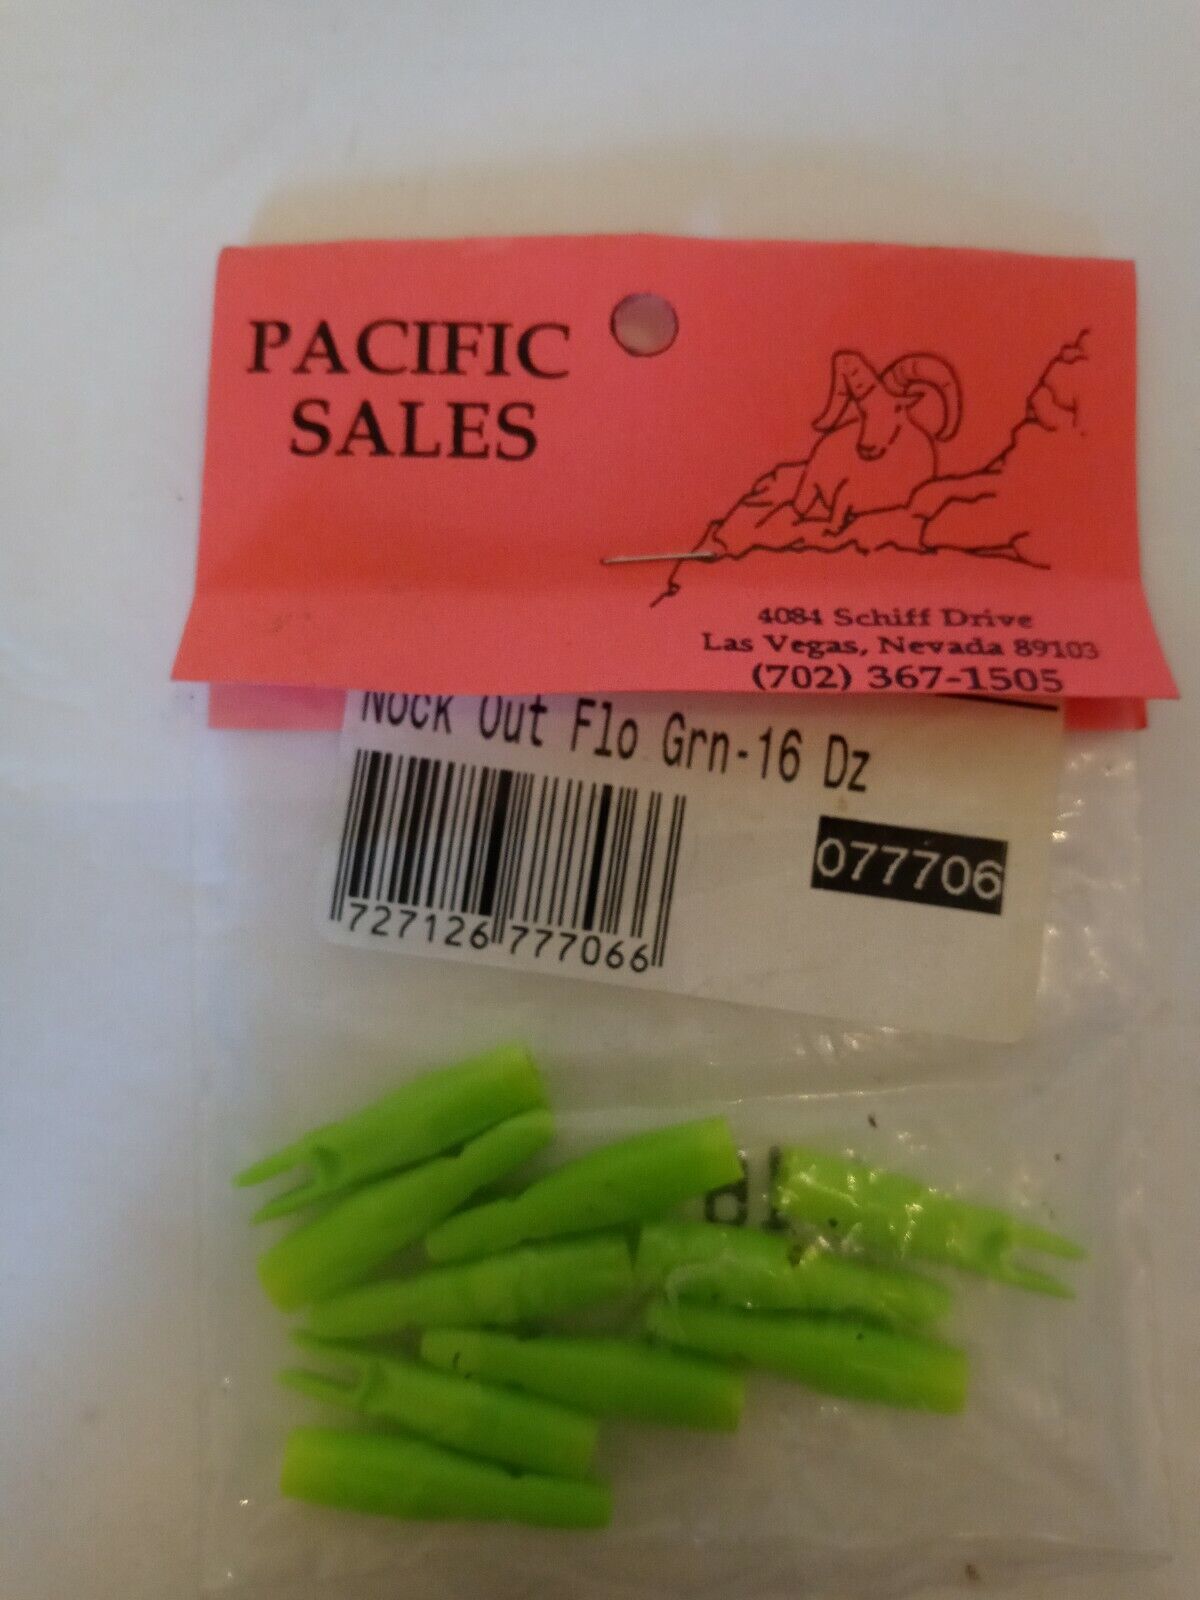 PACIFIC
SALES
4084 Schiff Drive
Las Vegas, Nevada 89103
(702) 367-1505
Nock Out Flo Grn-16 Dz
077706
727126 777066